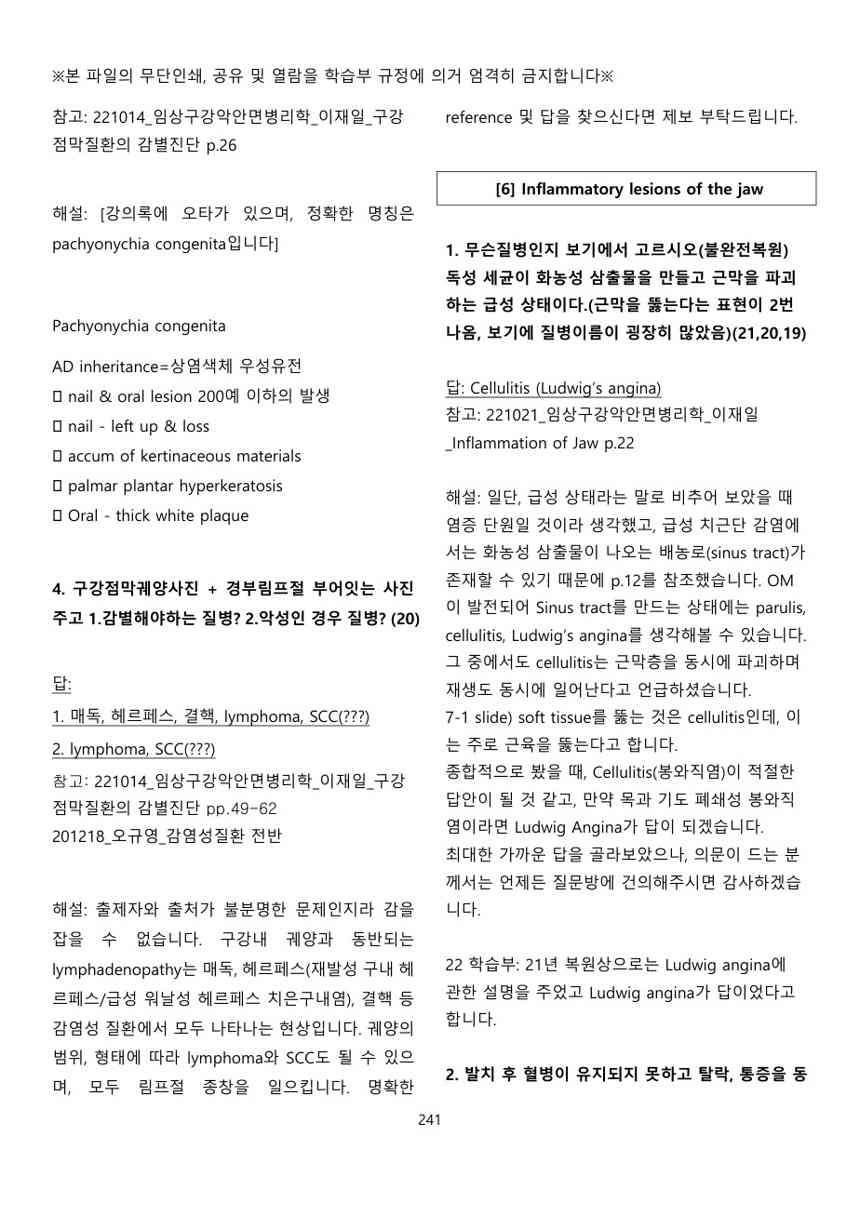 ※본 파일의 무단인쇄, 공유 및 열람을 학습부 규정에 의거 엄격히 금지합니다※
참고: 221014_임상구강악안면병리학_이재일_구강
점막질환의 감별진단 p.26
해설: [강의록에 오타가 있으며, 정확한 명칭은
pachyonychia congenita입니다]
Pachyonychia congenita
AD inheritance=상염색체 우성유전
▯ nail & oral lesion 200예 이하의 발생
▯ nail - left up & loss
▯ accum of kertinaceous materials
▯ palmar plantar hyperkeratosis
▯ Oral - thick white plaque
4. 구강점막궤양사진 + 경부림프절 부어잇는 사진
주고 1.감별해야하는 질병? 2.악성인 경우 질병? (20)
답:
1. 매독, 헤르페스, 결핵, lymphoma, SCC(???)
2. lymphoma, SCC(???)
참고: 221014_임상구강악안면병리학_이재일_구강
점막질환의 감별진단 pp.49-62
201218_오규영_감염성질환 전반
해설: 출제자와 출처가 불분명한 문제인지라 감을
잡을 수 없습니다. 구강내 궤양과 동반되는
lymphadenopathy는 매독, 헤르페스(재발성 구내 헤
르페스/급성 워날성 헤르페스 치은구내염), 결핵 등
감염성 질환에서 모두 나타나는 현상입니다. 궤양의
범위, 형태에 따라 lymphoma와 SCC도 될 수 있으
며, 모두 림프절 종창을 일으킵니다. 명확한
reference 및 답을 찾으신다면 제보 부탁드립니다.
[6] Inflammatory lesions of the jaw
1. 무슨질병인지 보기에서 고르시오(불완전복원)
독성 세균이 화농성 삼출물을 만들고 근막을 파괴
하는 급성 상태이다.(근막을 뚫는다는 표현이 2번
나옴, 보기에 질병이름이 굉장히 많았음)(21,20,19)
답: Cellulitis (Ludwig's angina)
참고: 221021_임상구강악안면병리학_이재일
_Inflammation of Jaw p.22
해설: 일단, 급성 상태라는 말로 비추어 보았을 때
염증 단원일 것이라 생각했고, 급성 치근단 감염에
서는 화농성 삼출물이 나오는 배농로(sinus tract)가
존재할 수 있기 때문에 p.12를 참조했습니다. OM
이 발전되어 Sinus tract를 만드는 상태에는 parulis,
cellulitis, Ludwig's angina를 생각해볼 수 있습니다.
그 중에서도 cellulitis는 근막층을 동시에 파괴하며
재생도 동시에 일어난다고 언급하셨습니다.
7-1 slide) soft tissue를 뚫는 것은 cellulitis인데, 이
는 주로 근육을 뚫는다고 합니다.
종합적으로 봤을 때, Cellulitis(봉와직염)이 적절한
답안이 될 것 같고, 만약 목과 기도 폐쇄성 봉와직
염이라면 Ludwig Angina가 답이 되겠습니다.
최대한 가까운 답을 골라보았으나, 의문이 드는 분
께서는 언제든 질문방에 건의해주시면 감사하겠습
니다.
22 학습부: 21년 복원상으로는 Ludwig angina에
관한 설명을 주었고 Ludwig angina가 답이었다고
합니다.
2. 발치 후 혈병이 유지되지 못하고 탈락, 통증을 동
241